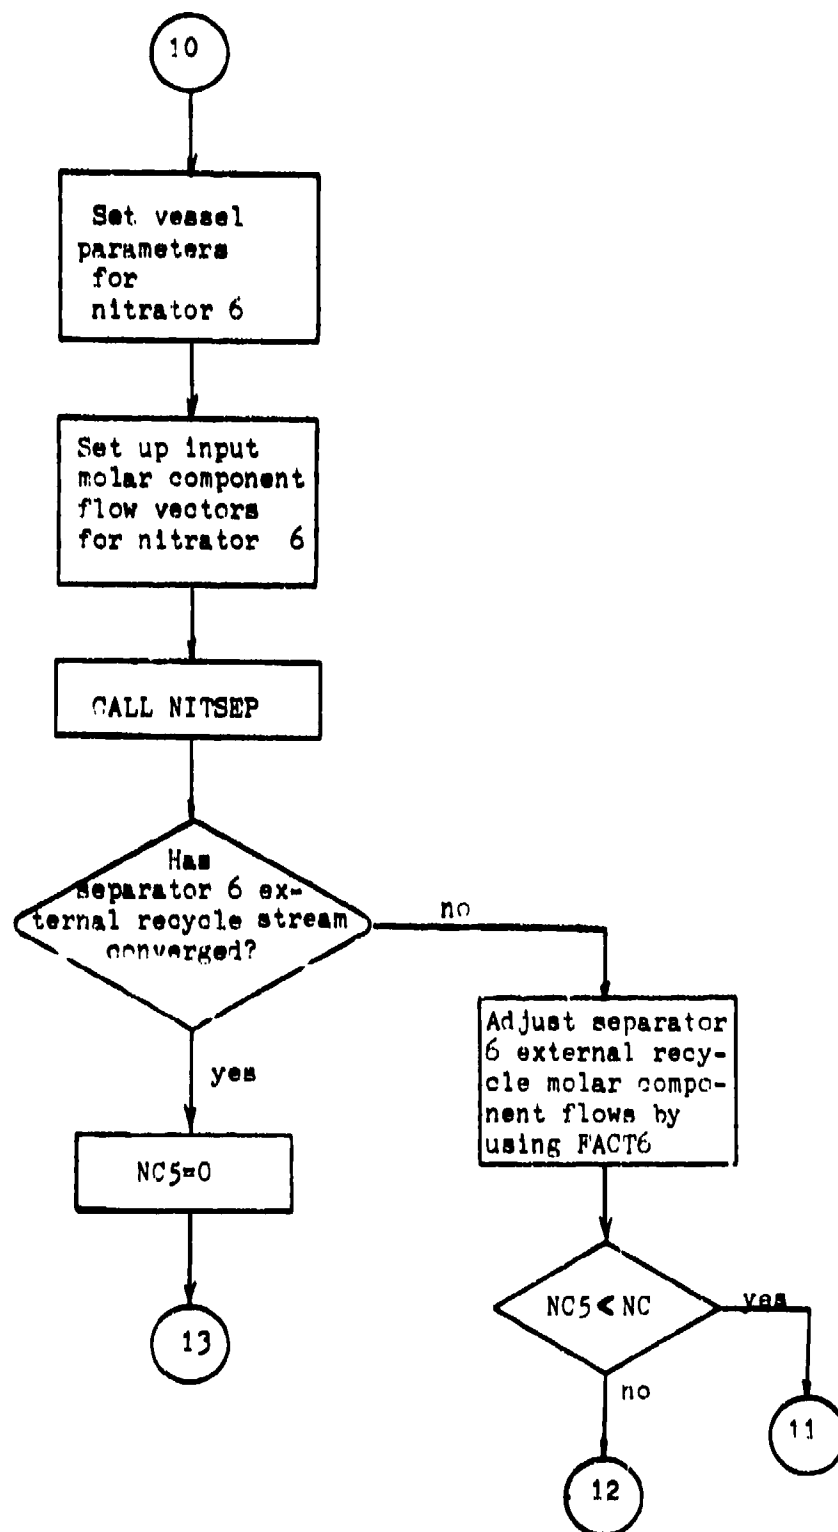 10
Set vessel
parameters
for
nitrator 6
Set up input
molar component
flow vectors
for nitrator 6
CALL NITSEP
Has
separator 6 ex-
ternal recycle stream
converged?
no
yes
Adjust separator
6 external recy-
cle molar compo-
nent flows by
using FACT6
NC5=0
NC5<NC
yes
no
13
11
12